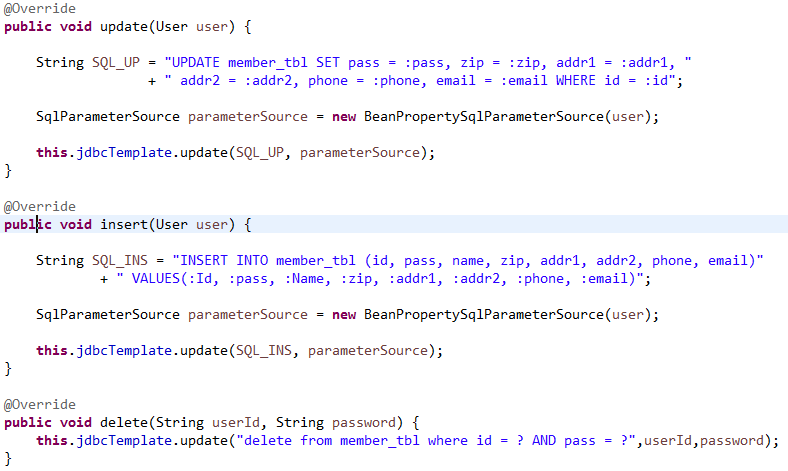 @Override
public void update(User user) {
String SQL_UP = "UPDATE member_tbl SET pass = :pass, zip = :zip, addr1 = :addr1, "
+ " addr2 = :addr2, phone = :phone, email = :email WHERE id = :id";
SqlParameterSource parameterSource = new BeanPropertySqlParameterSource(user);
this.jdbcTemplate.update(SQL_UP, parameterSource);
}
@Override
public void insert(User user) {
String SQL_INS = "INSERT INTO member_tbl (id, pass, name, zip, addr1, addr2, phone, email)"
+ " VALUES(:Id, :pass, :Name, :zip, :addr1, :addr2, :phone, :email)";
SqlParameterSource parameterSource = new BeanPropertySqlParameterSource(user);
this.jdbcTemplate.update(SQL_INS, parameterSource);
}
@Override
public void delete(String userId, String password) {
this.jdbcTemplate.update("delete from member_tbl where id = ? AND pass = ?",userId,password);
}